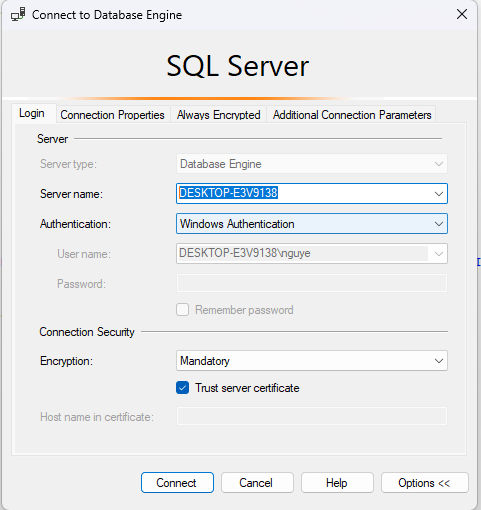 Connect to Database Engine
SQL Server
Login Connection Properties Always Encrypted Additional Connection Parameters
Server
Server type: Database Engine
Server name: DESKTOP-E3V9138
Authentication: Windows Authentication
User name: DESKTOP-E3V9138\nguye
Password:
Remember password
Connection Security
Encryption: Mandatory
Trust server certificate
Host name in certificate:
Connect Cancel Help Options <<